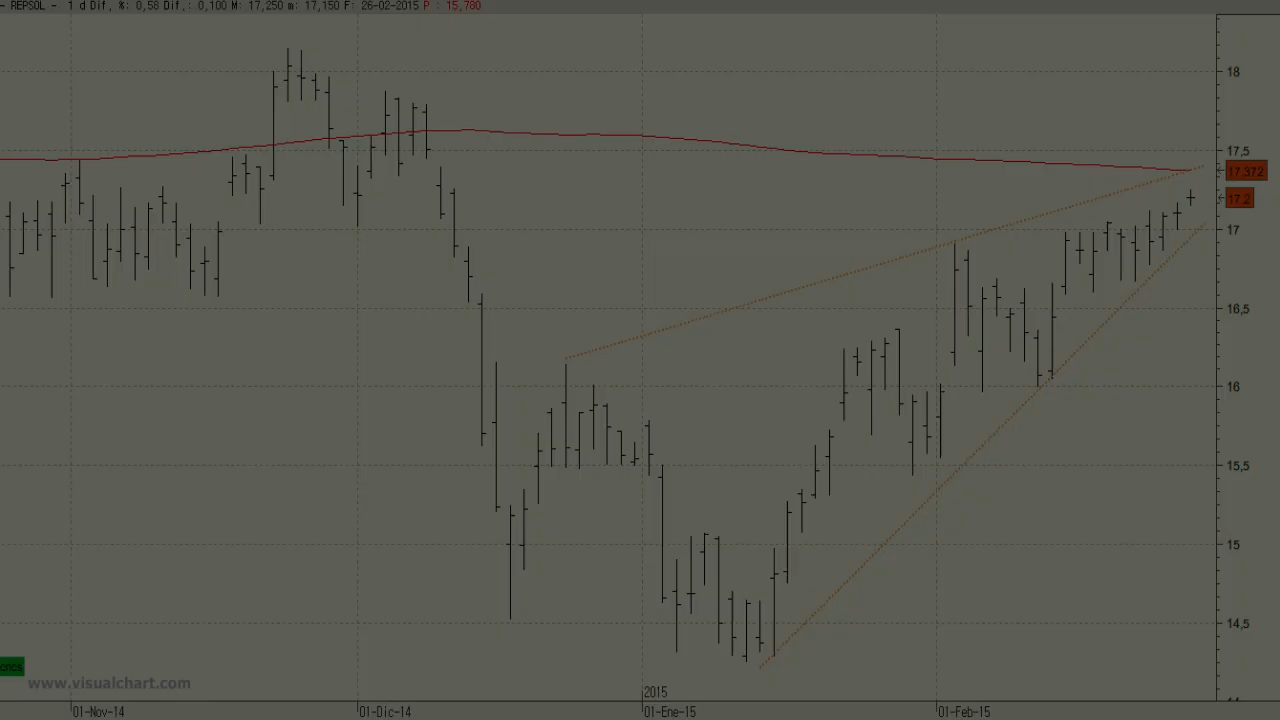 - REPSOL - 1 d Dif, %: 0,58 Dif,: 0,100 M: 17,250 m: 17,150 F: 26-02-2015 P : 15,780
18
17,5
17,372
17,2
17
16,5
16
15,5
15
14,5
cncs
www.visualchart.com
2015
01-Nov-14 01-Dic-14 01-Ene-15 01-Feb-15